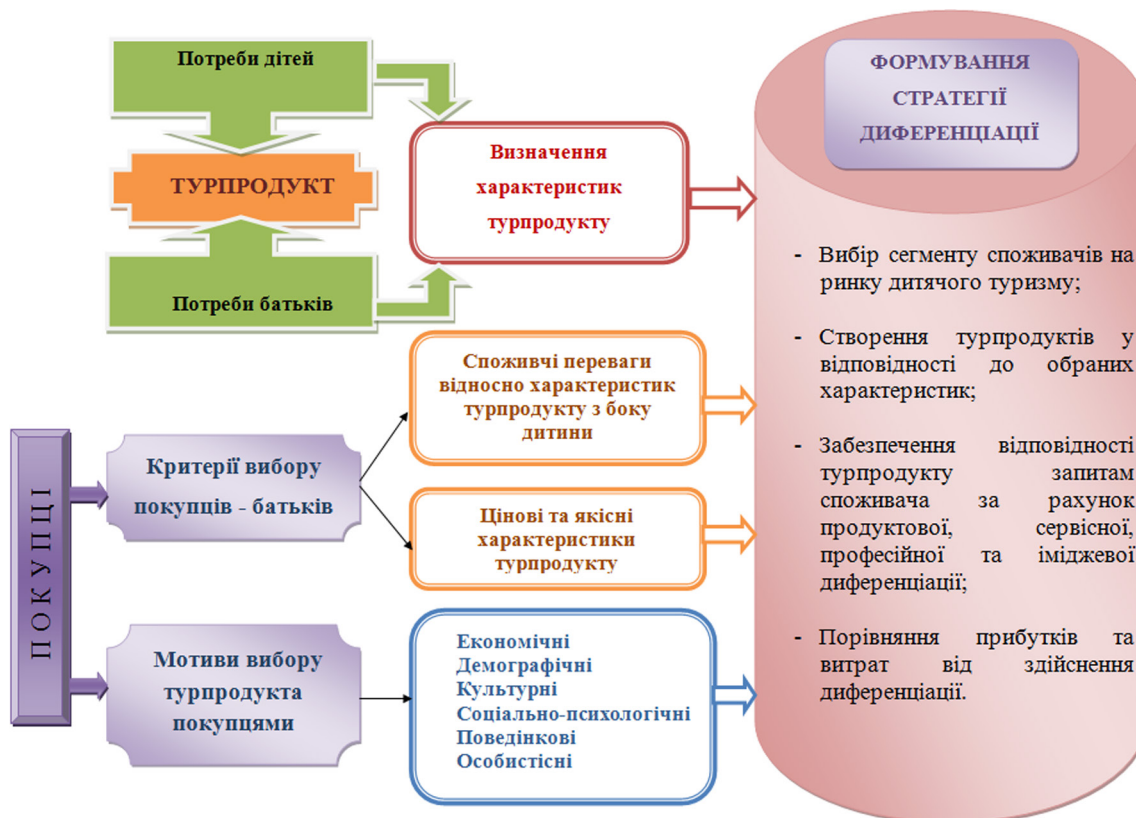 Потреби дітей
ТУРПРОДУКТ
Потреби батьків
Визначення
характеристик
турпродукту
ПОКУПЦІ
Критерії вибору
покупців - батьків
Споживчі переваги
відносно характеристик
турпродукту з боку
дитини
Цінові та якісні
характеристики
турпродукту
Мотиви вибору
турпродукта
покупцями
Економічні
Демографічні
Культурні
Соціально-психологічні
Поведінкові
Особистісні
ФОРМУВАННЯ
СТРАТЕГІЇ
ДИФЕРЕНЦІАЦІЇ
- Вибір сегменту споживачів на
ринку дитячого туризму;
- Створення турпродуктів у
відповідності до обраних
характеристик;
- Забезпечення відповідності
турпродукту запитам
споживача за рахунок
продуктової, сервісної,
професійної та іміджевої
диференціації;
- Порівняння прибутків та
витрат від здійснення
диференціації.